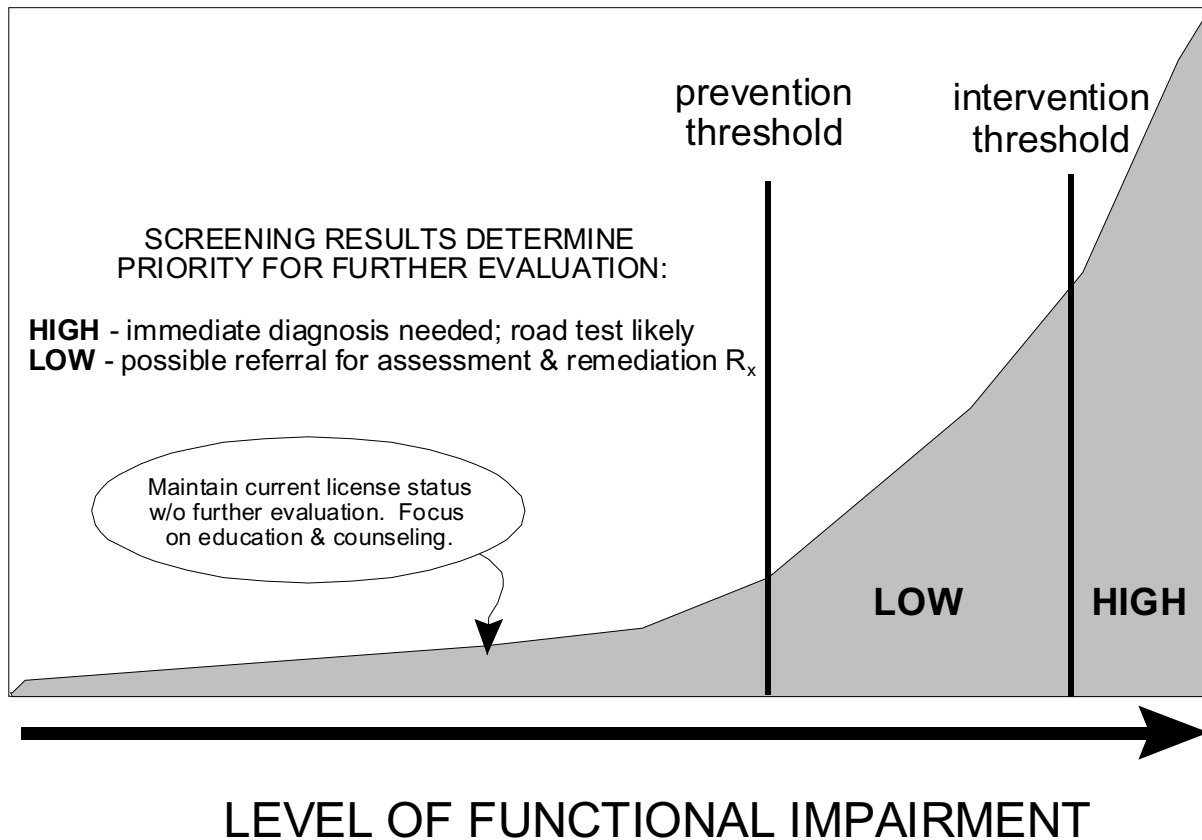 prevention
threshold
intervention
threshold
SCREENING RESULTS DETERMINE
PRIORITY FOR FURTHER EVALUATION:
HIGH - immediate diagnosis needed; road test likely
LOW - possible referral for assessment & remediation Rx
Maintain current license status
w/o further evaluation. Focus
on education & counseling.
LOW
HIGH
LEVEL OF FUNCTIONAL IMPAIRMENT